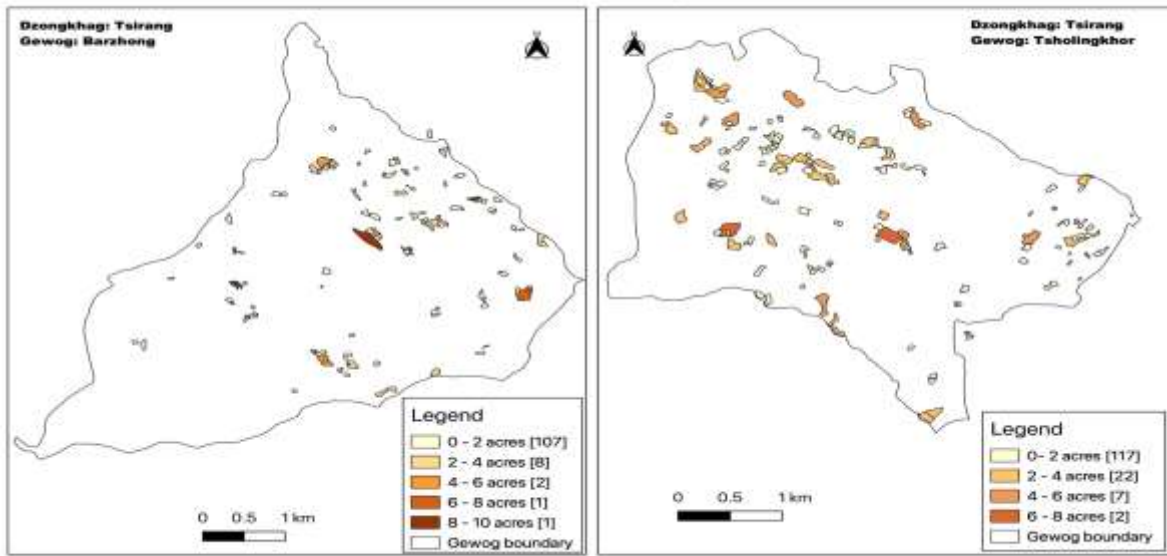 Dzongkhag: Tsirang
Gewog: Barzhong
Legend
0 - 2 acres [107]
2 - 4 acres [8]
4 - 6 acres [2]
6 - 8 acres [1]
8 - 10 acres [1]
Gewog boundary
0 0.5 1 km
Dzongkhag: Tsirang
Gewog: Tsholingkhor
Legend
0 - 2 acres [117]
2 - 4 acres [22]
4 - 6 acres [7]
6 - 8 acres [2]
Gewog boundary
0 0.5 1 km